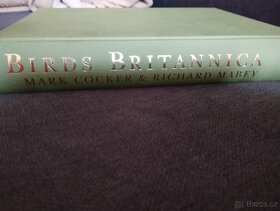 BIRDS BRITANNICA
MARK COCKER & RICHARD MABEY
Bazos.cz